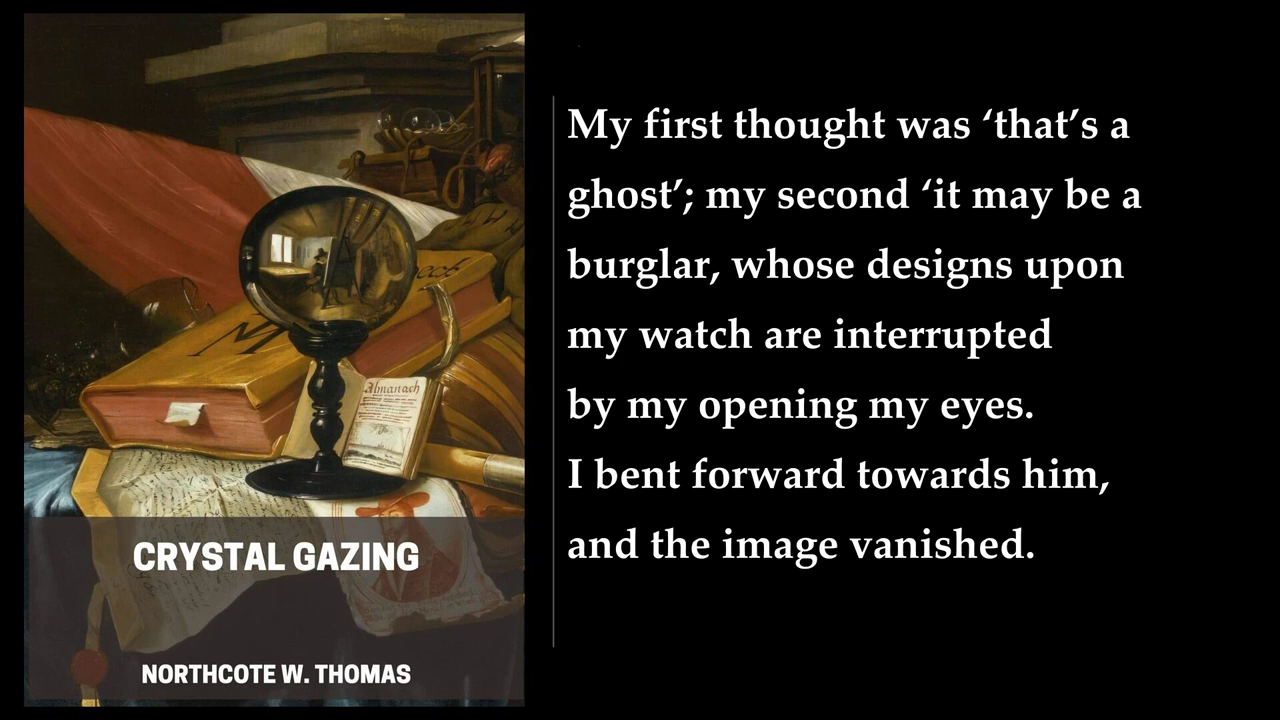 My first thought was ‘that’s a
ghost’; my second ‘it may be a
burglar, whose designs upon
my watch are interrupted
by my opening my eyes.
I bent forward towards him,
and the image vanished.
M
Almanach
CRYSTAL GAZING
NORTHCOTE W. THOMAS